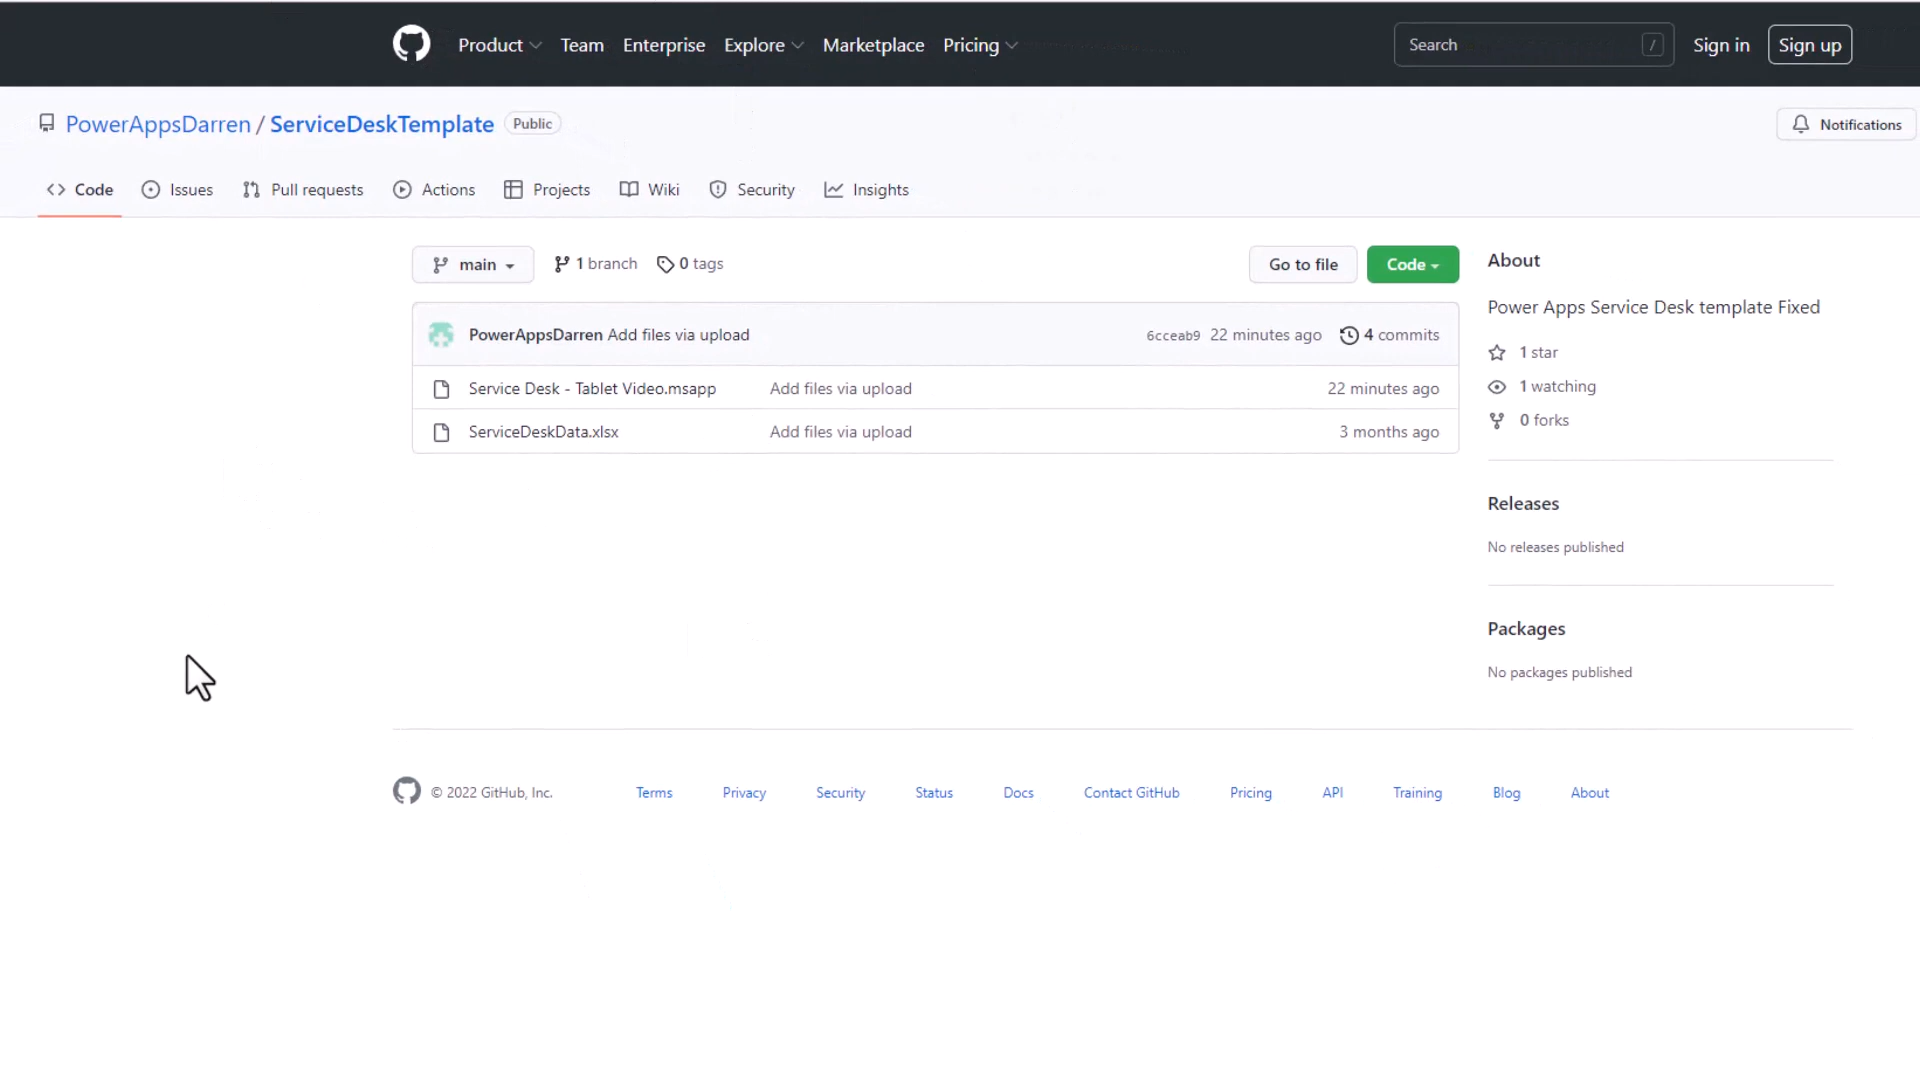 Product Team Enterprise Explore Marketplace Pricing Search / Sign in Sign up
PowerAppsDarren / ServiceDeskTemplate Public Notifications
<> Code Issues Pull requests Actions Projects Wiki Security Insights
main 1 branch 0 tags Go to file Code
PowerAppsDarren Add files via upload 6cceab9 22 minutes ago 4 commits
Service Desk - Tablet Video.msapp Add files via upload 22 minutes ago
ServiceDeskData.xlsx Add files via upload 3 months ago
About
Power Apps Service Desk template Fixed
1 star
1 watching
0 forks
Releases
No releases published
Packages
No packages published
© 2022 GitHub, Inc. Terms Privacy Security Status Docs Contact GitHub Pricing API Training Blog About